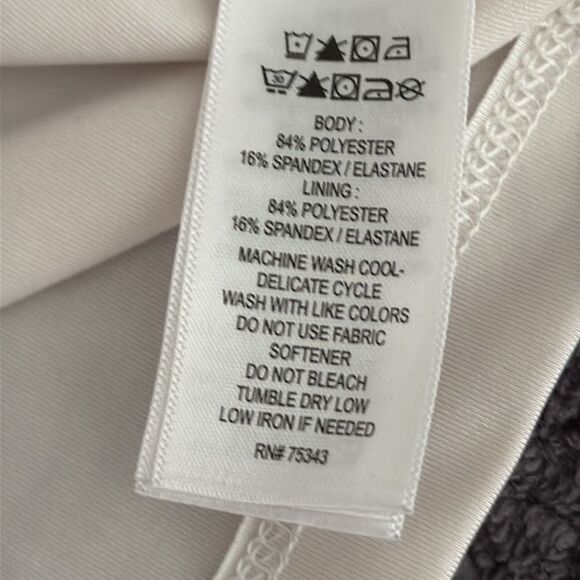 30
BODY :
84% POLYESTER
16% SPANDEX / ELASTANE
LINING :
84% POLYESTER
16% SPANDEX / ELASTANE
MACHINE WASH COOL-
DELICATE CYCLE
WASH WITH LIKE COLORS
DO NOT USE FABRIC
SOFTENER
DO NOT BLEACH
TUMBLE DRY LOW
LOW IRON IF NEEDED
RN# 75343